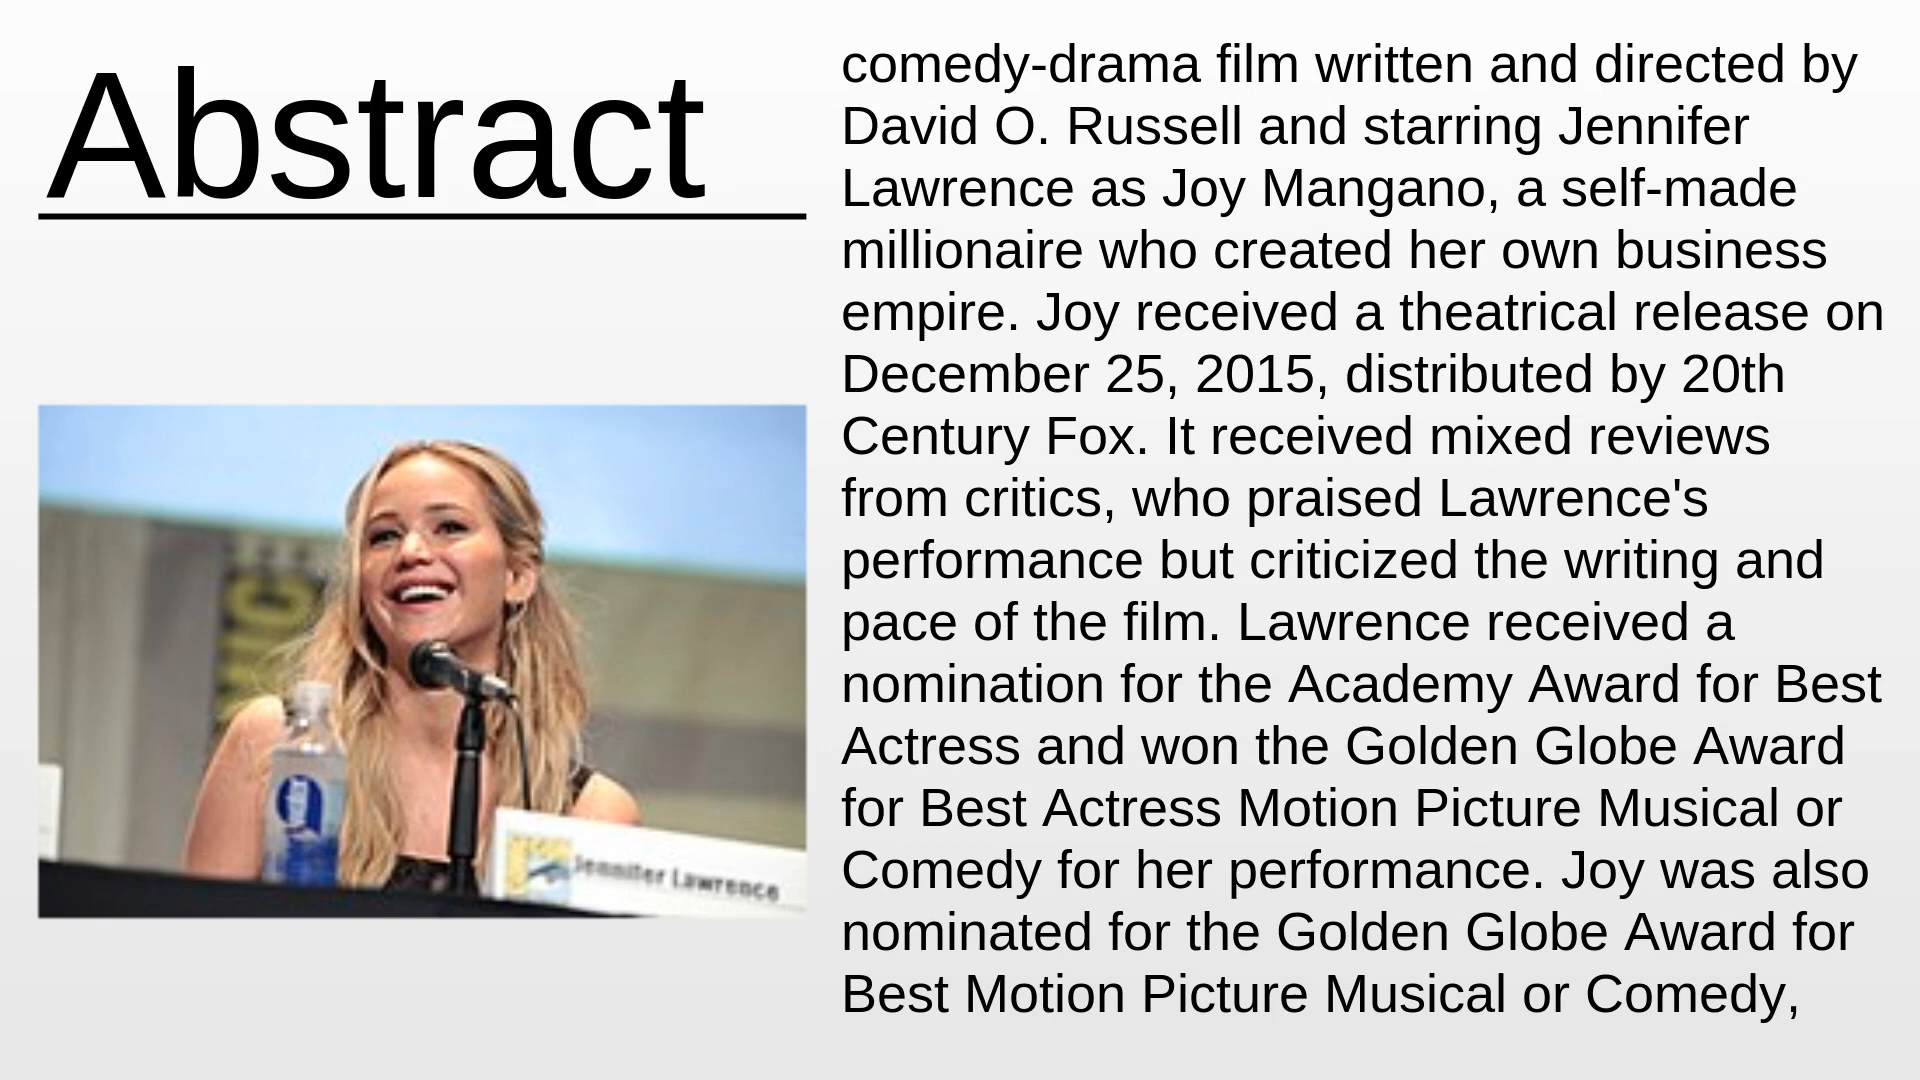 Abstract
comedy-drama film written and directed by
David O. Russell and starring Jennifer
Lawrence as Joy Mangano, a self-made
millionaire who created her own business
empire. Joy received a theatrical release on
December 25, 2015, distributed by 20th
Century Fox. It received mixed reviews
from critics, who praised Lawrence's
performance but criticized the writing and
pace of the film. Lawrence received a
nomination for the Academy Award for Best
Actress and won the Golden Globe Award
for Best Actress Motion Picture Musical or
Comedy for her performance. Joy was also
nominated for the Golden Globe Award for
Best Motion Picture Musical or Comedy,
Jennifer Lawrence